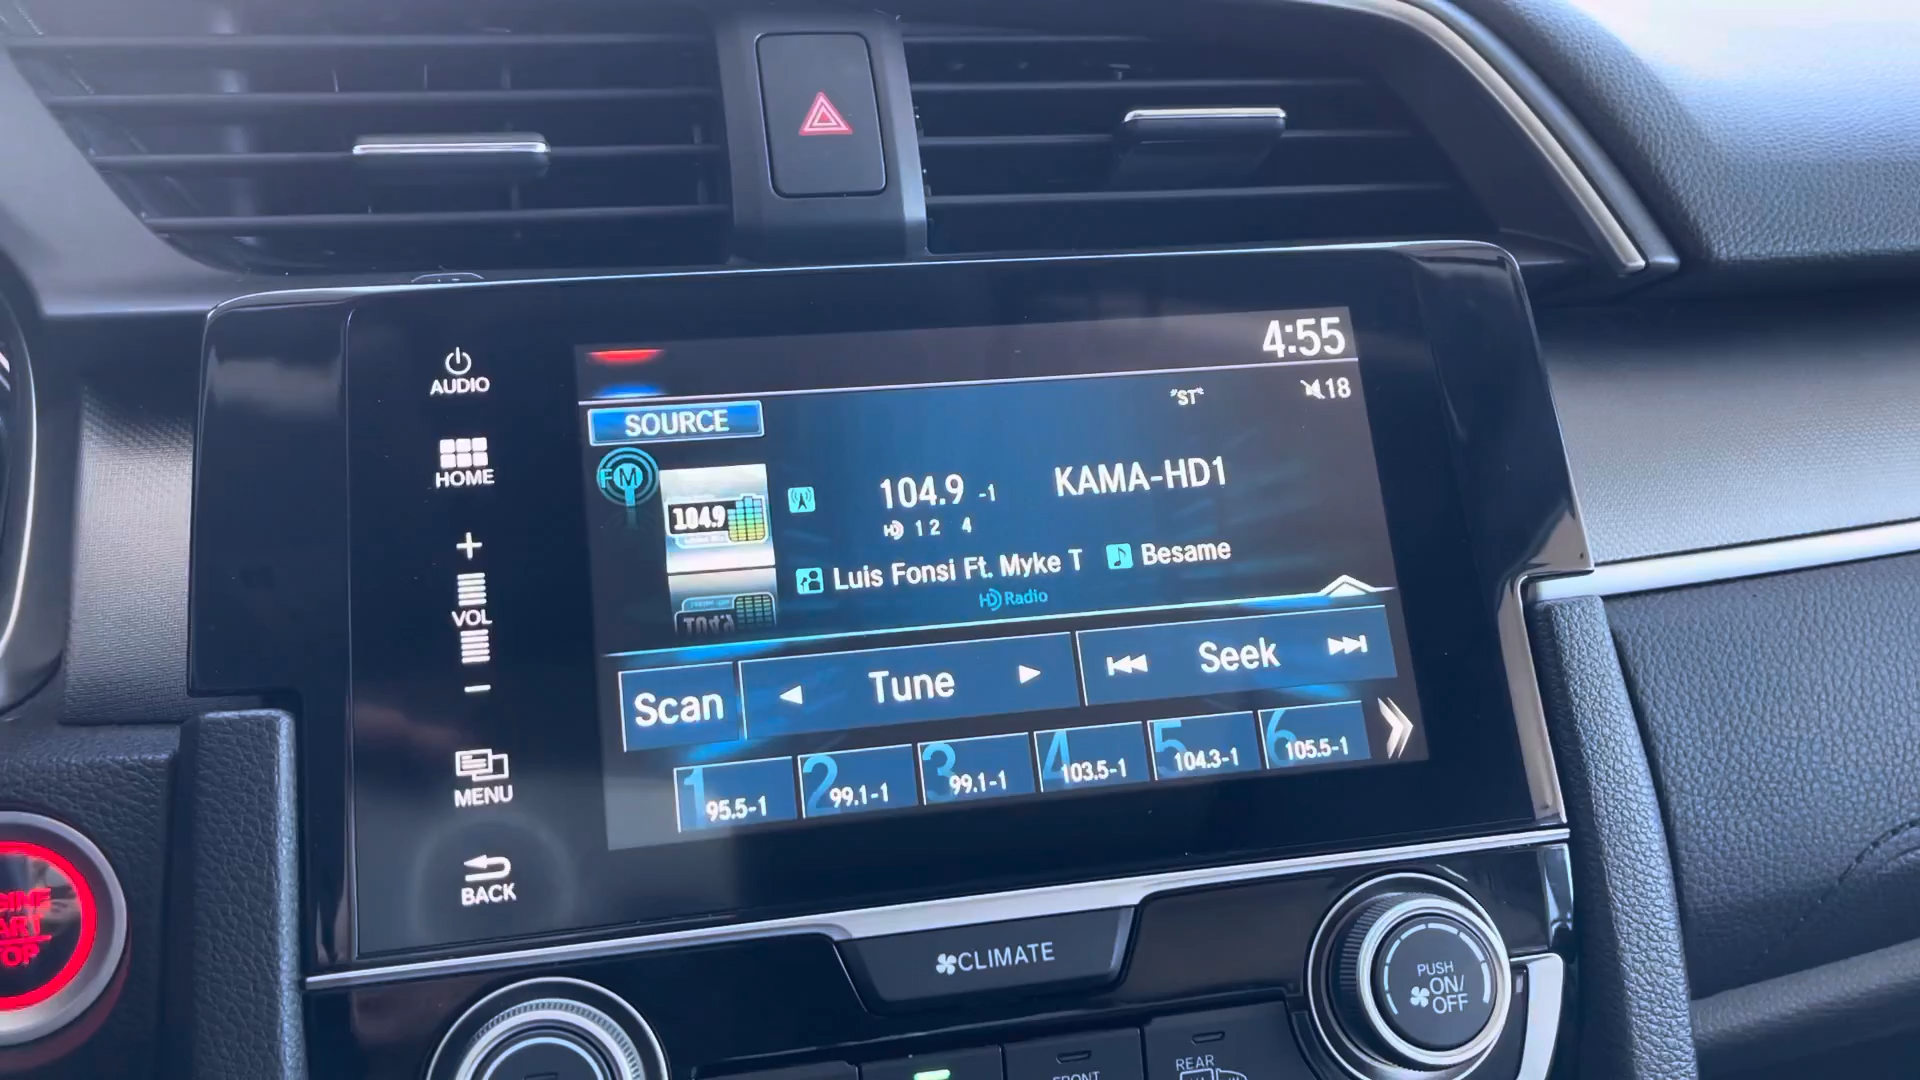 4:55
AUDIO
"ST"
18
SOURCE
FM
104.9
104.9 -1
KAMA-HD1
HD 1 2 4
HOME
Luis Fonsi Ft. Myke T
Besame
HD Radio
+
VOL
−
Scan
Tune
Seek
1 95.5-1
2 99.1-1
3 99.1-1
4 103.5-1
5 104.3-1
6 105.5-1
MENU
BACK
CLIMATE
PUSH
ON/
OFF
REAR
FRONT